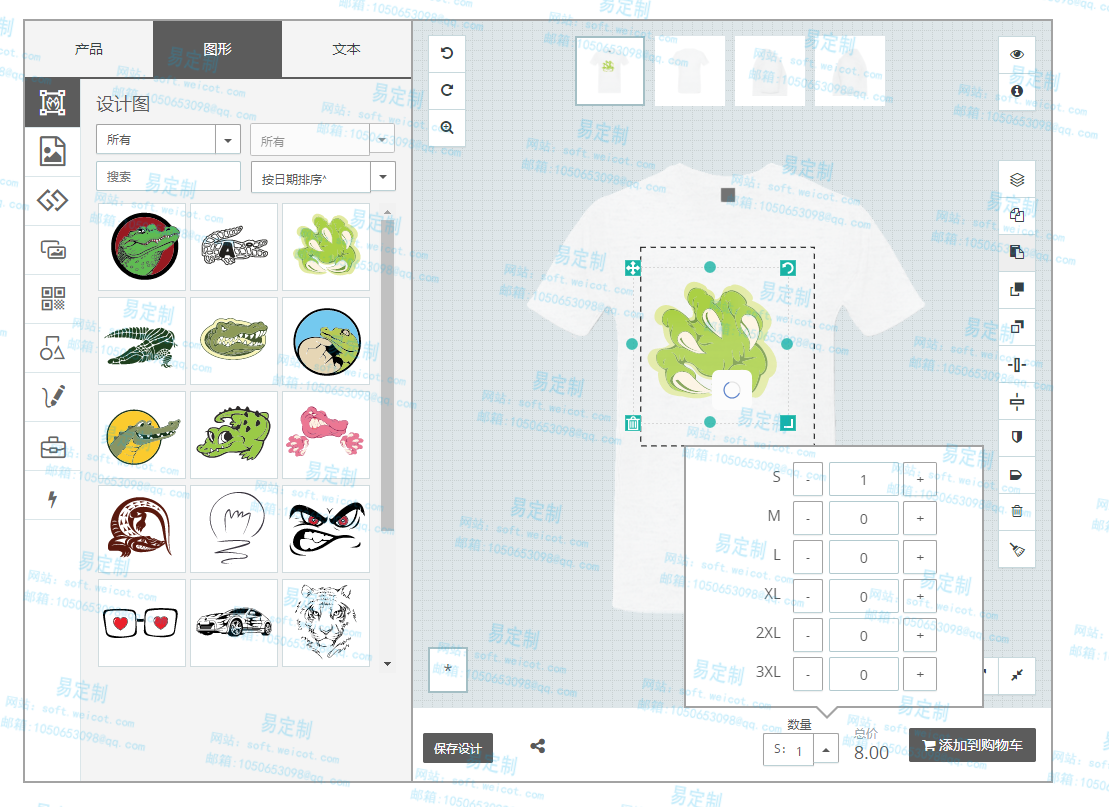 产品 图形 文本
设计图
所有 所有
搜索 按日期排序^
A
S - 1 +
M - 0 +
L - 0 +
XL - 0 +
2XL - 0 +
3XL - 0 +
*
保存设计
数量
S: 1
总价
8.00
添加到购物车
易定制
网站: soft.weicot.com
邮箱:1050653098@qq.com